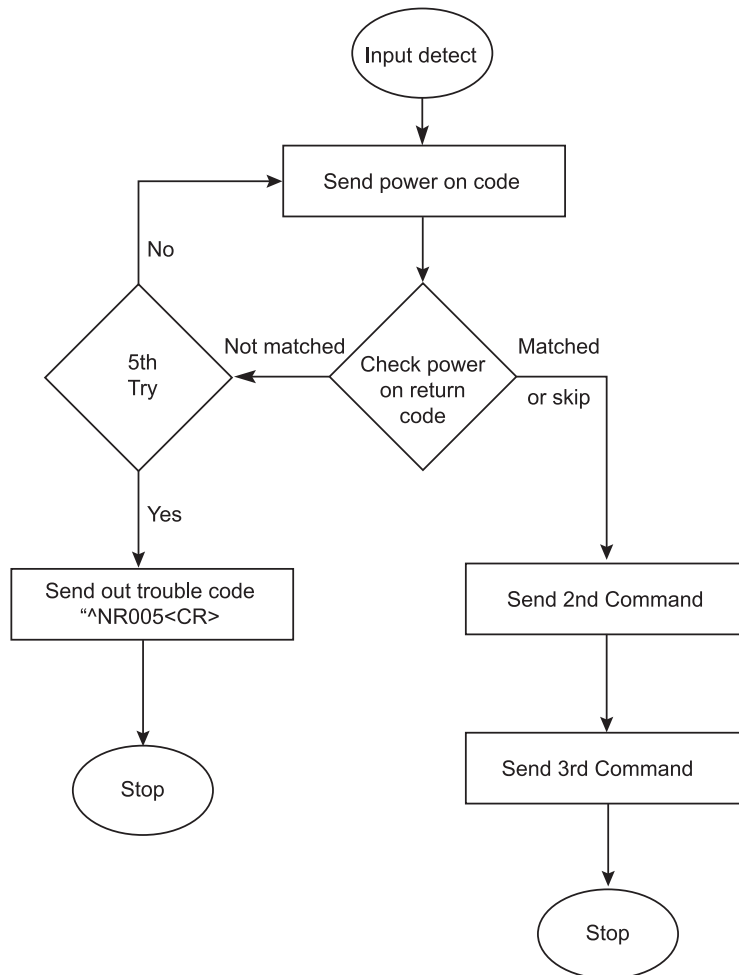 Input detect
Send power on code
No
5th
Try
Not matched
Check power
on return
code
Matched
or skip
Yes
Send out trouble code
“^NR005<CR>
Send 2nd Command
Send 3rd Command
Stop
Stop